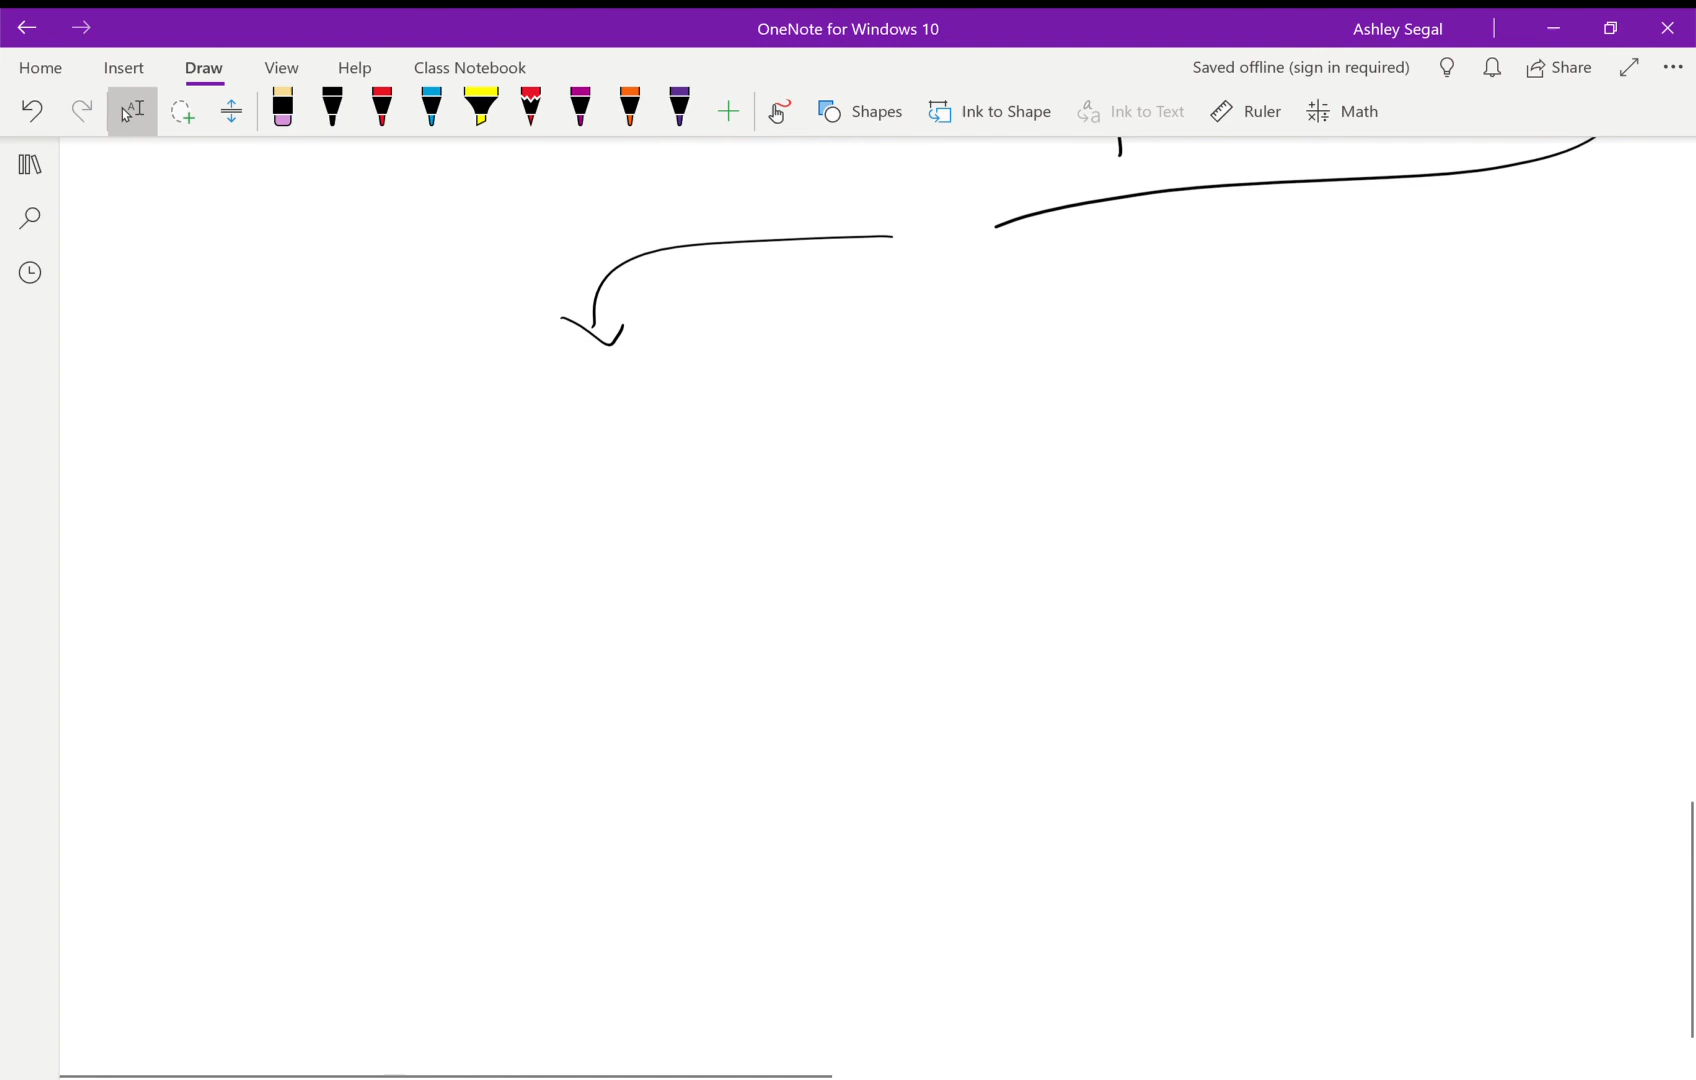 OneNote for Windows 10 Ashley Segal
Home Insert Draw View Help Class Notebook Saved offline (sign in required) Share
Shapes Ink to Shape Ink to Text Ruler Math